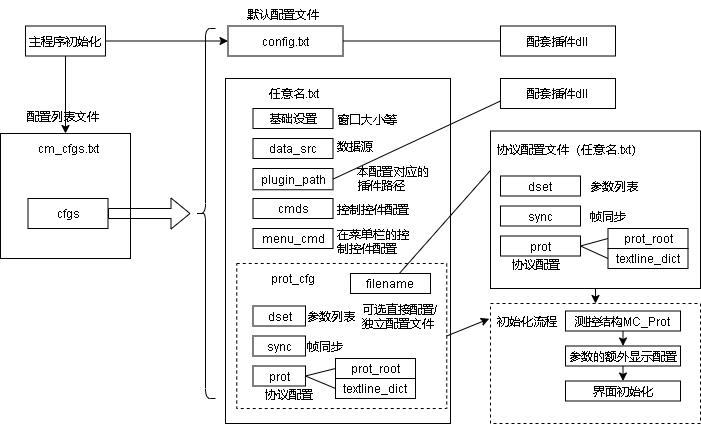 默认配置文件
主程序初始化
config.txt
配套插件dll
配置列表文件
cm_cfgs.txt
cfgs
任意名.txt
基础设置
窗口大小等
data_src
数据源
plugin_path
本配置对应的
插件路径
cmds
控制控件配置
menu_cmd
在菜单栏的控
制控件配置
prot_cfg
filename
dset
参数列表
可选直接配置/
独立配置文件
sync
帧同步
prot
协议配置
prot_root
textline_dict
配套插件dll
协议配置文件（任意名.txt）
dset
参数列表
sync
帧同步
prot
协议配置
prot_root
textline_dict
初始化流程
测控结构MC_Prot
参数的额外显示配置
界面初始化